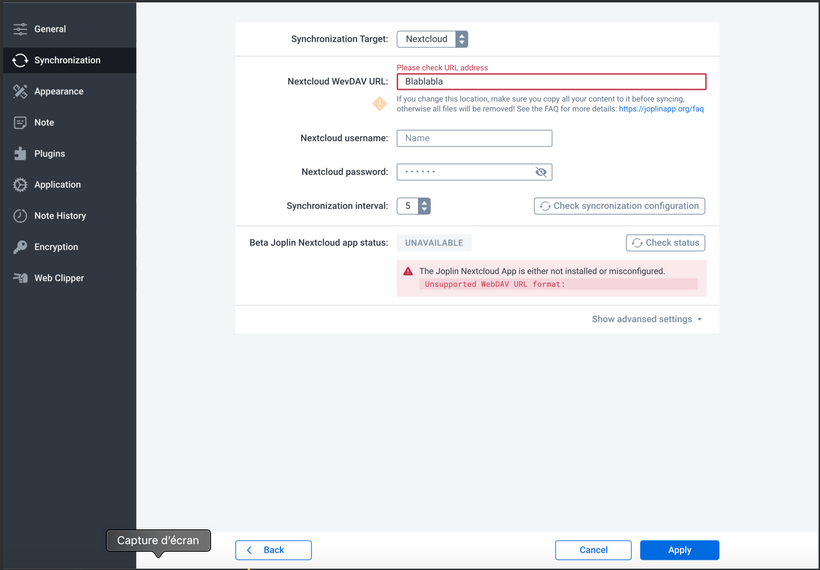 General
Synchronization
Appearance
Note
Plugins
Application
Note History
Encryption
Web Clipper
Synchronization Target: Nextcloud
Please check URL address
Nextcloud WevDAV URL: Blablabla
If you change this location, make sure you copy all your content to it before syncing,
otherwise all files will be removed! See the FAQ for more details: https://joplinapp.org/faq
Nextcloud username: Name
Nextcloud password: ······
Synchronization interval: 5 Check syncronization configuration
Beta Joplin Nextcloud app status: UNAVAILABLE Check status
The Joplin Nextcloud App is either not installed or misconfigured.
Unsupported WebDAV URL format:
Show advansed settings
Capture d'écran
Back Cancel Apply